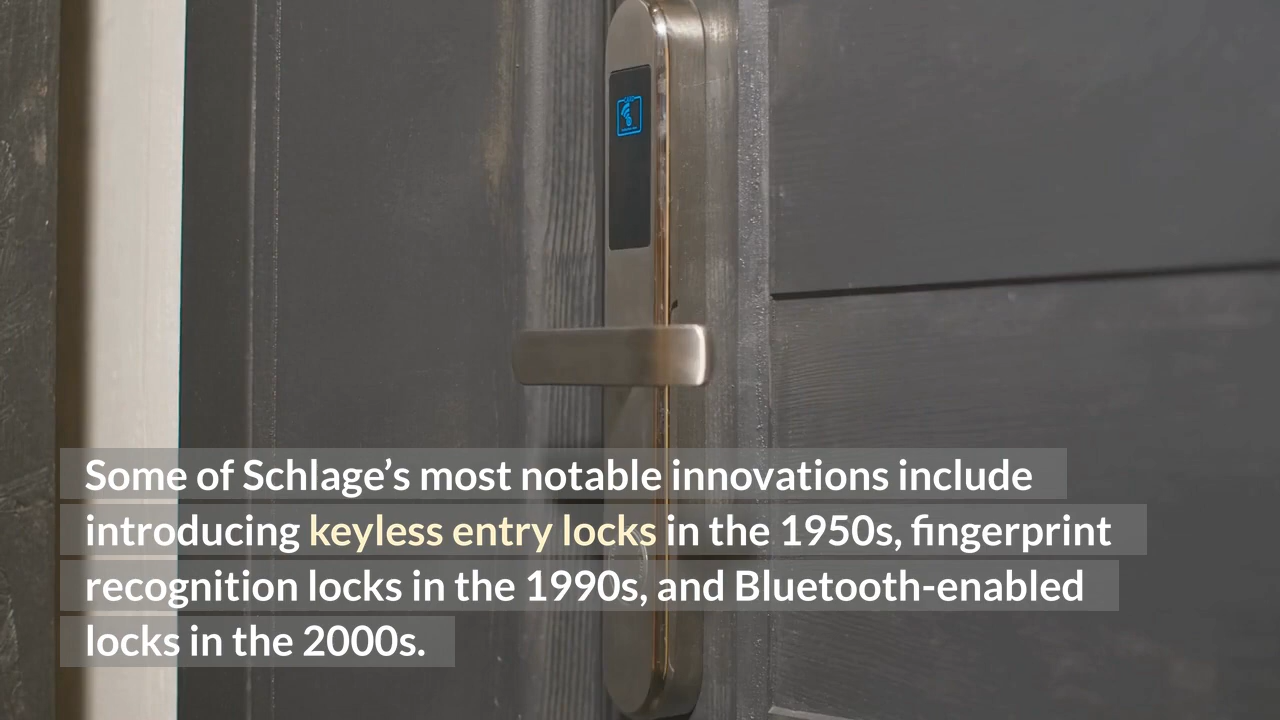 Some of Schlage’s most notable innovations include
introducing keyless entry locks in the 1950s, fingerprint
recognition locks in the 1990s, and Bluetooth-enabled
locks in the 2000s.